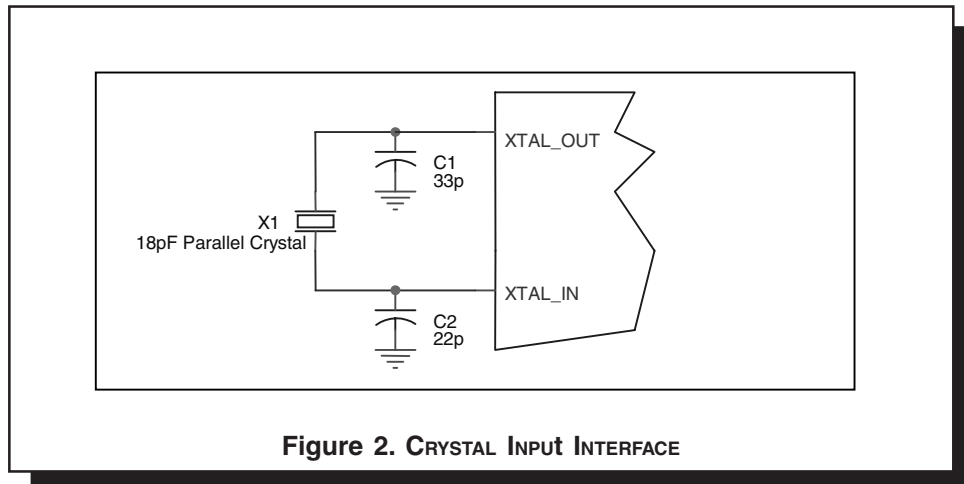 XTAL_OUT
C1
33p
X1
18pF Parallel Crystal
XTAL_IN
C2
22p
Figure 2. CRYSTAL INPUT INTERFACE